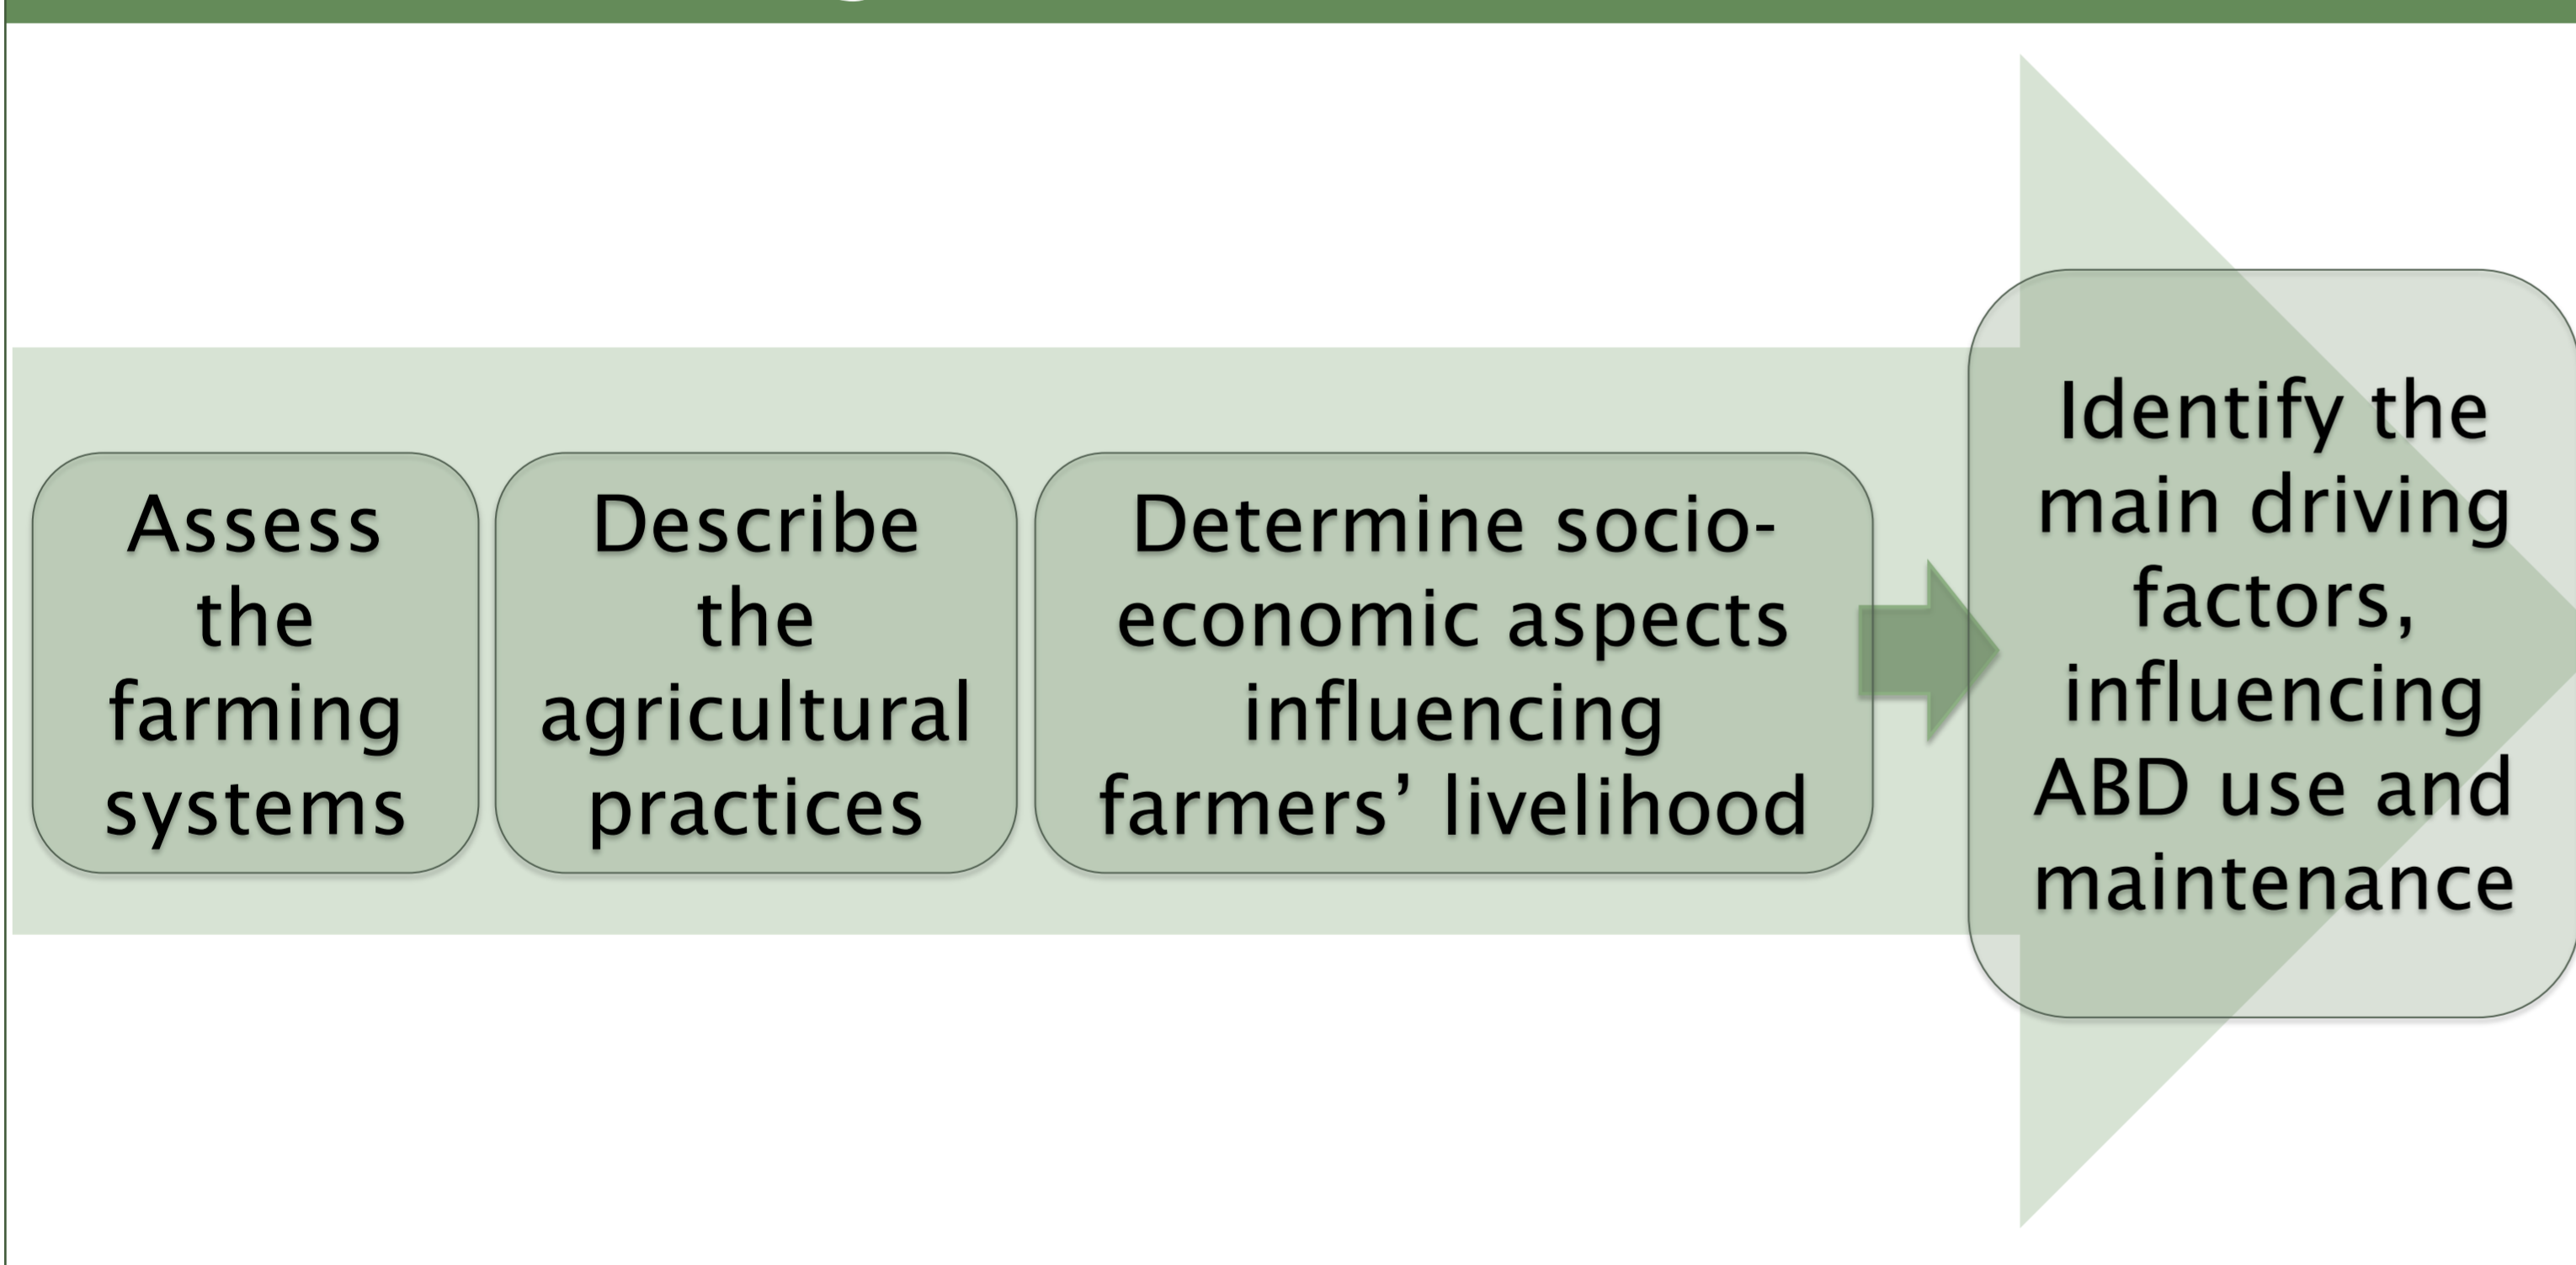 Assess
the
farming
systems
Describe
the
agricultural
practices
Determine socio-
economic aspects
influencing
farmers’ livelihood
Identify the
main driving
factors,
influencing
ABD use and
maintenance